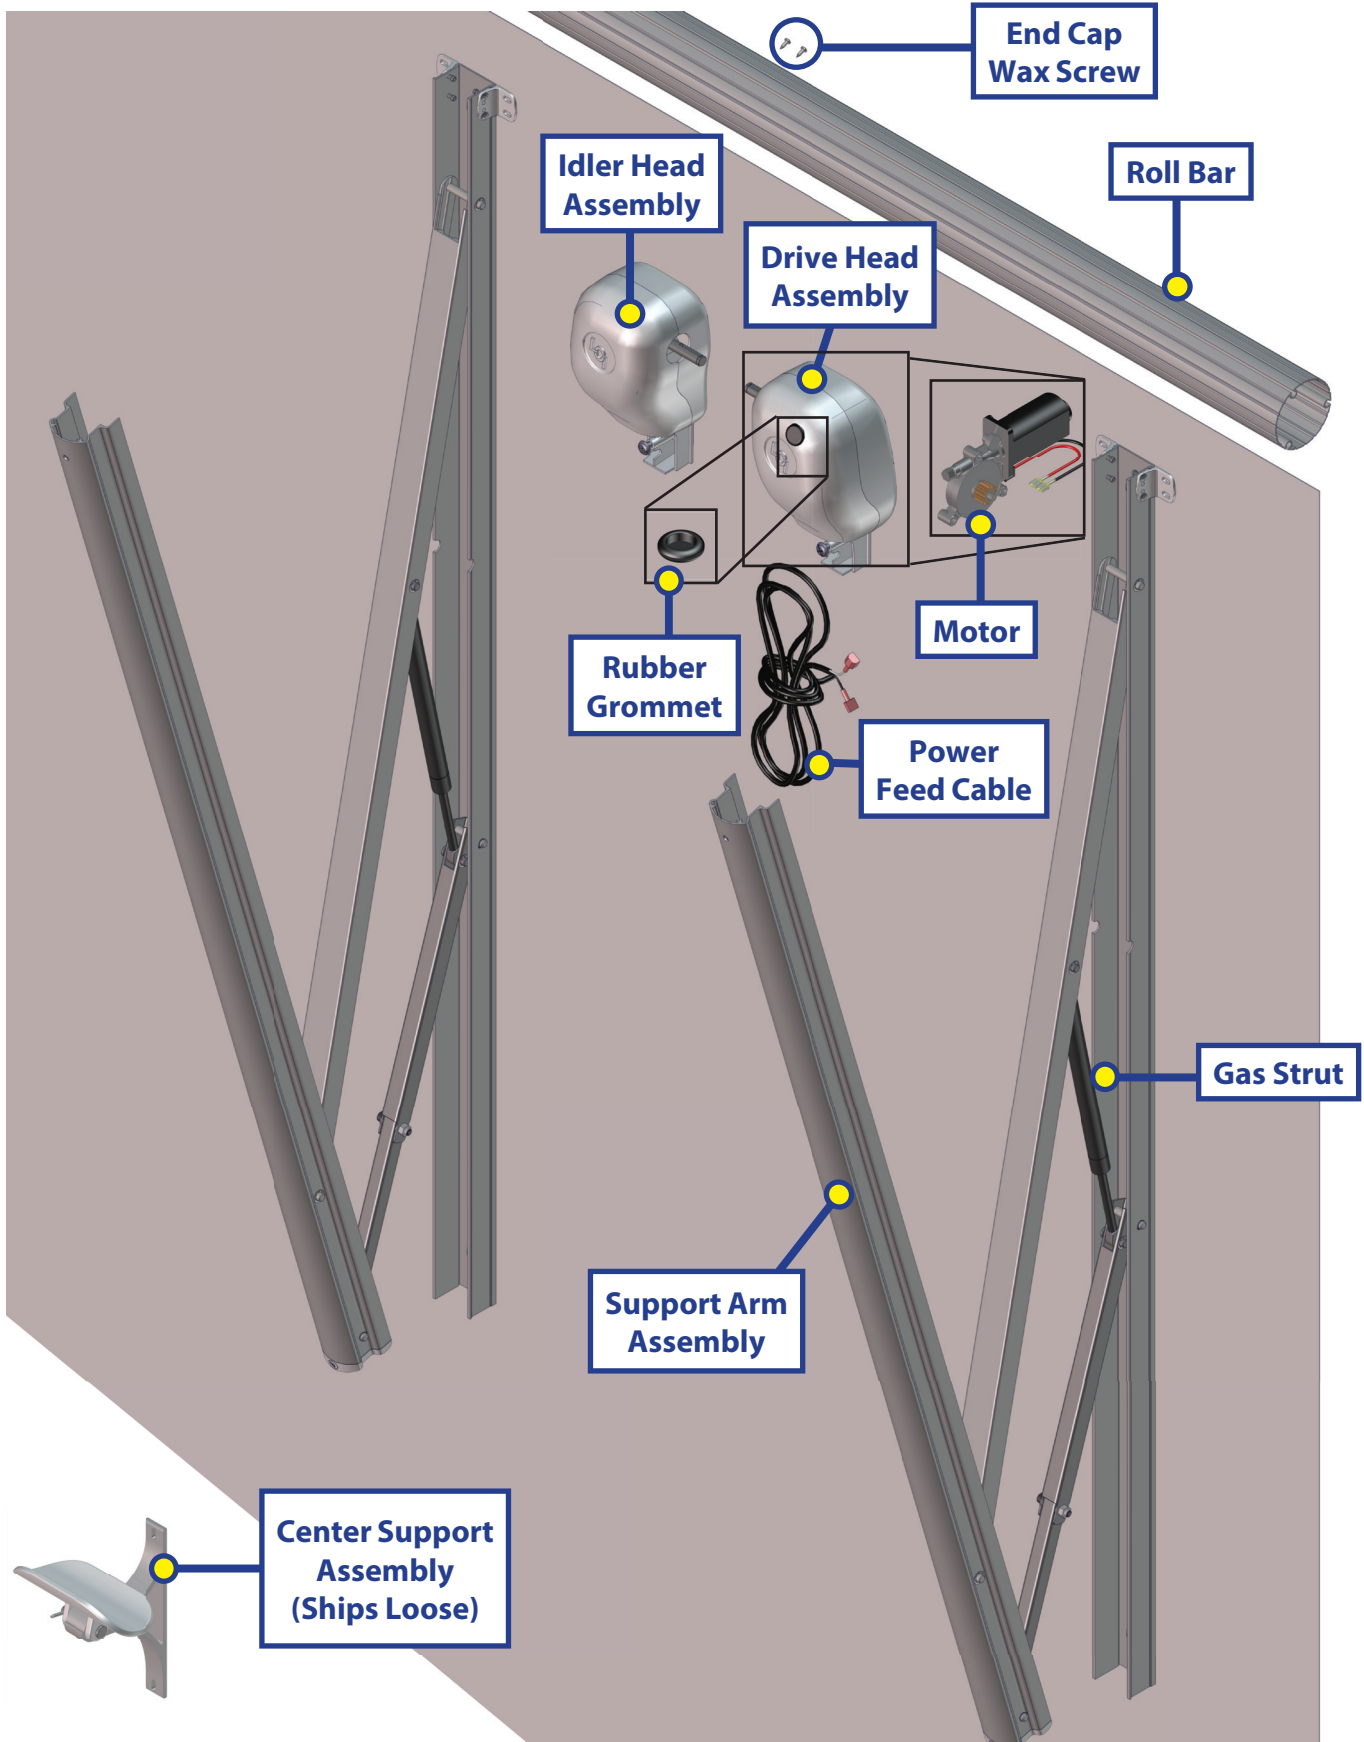 End Cap
Wax Screw
Roll Bar
Idler Head
Assembly
Drive Head
Assembly
Motor
Rubber
Grommet
Power
Feed Cable
Gas Strut
Support Arm
Assembly
Center Support
Assembly
(Ships Loose)